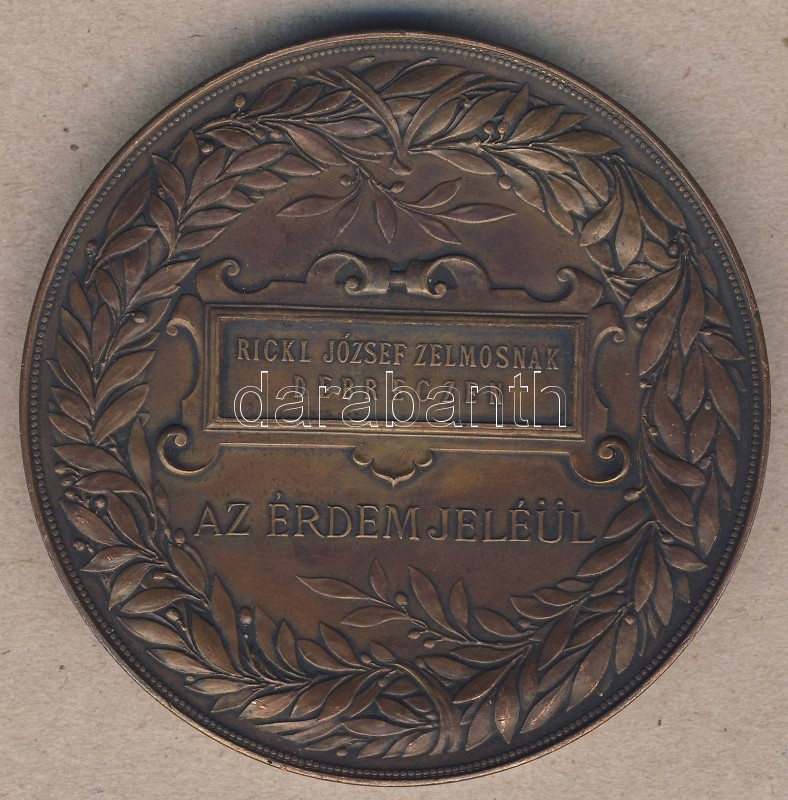 RICKL JÓZSEF ZELMOSNAK
DEBRECZEN
darabanth
AZ ÉRDEM JELÉÜL